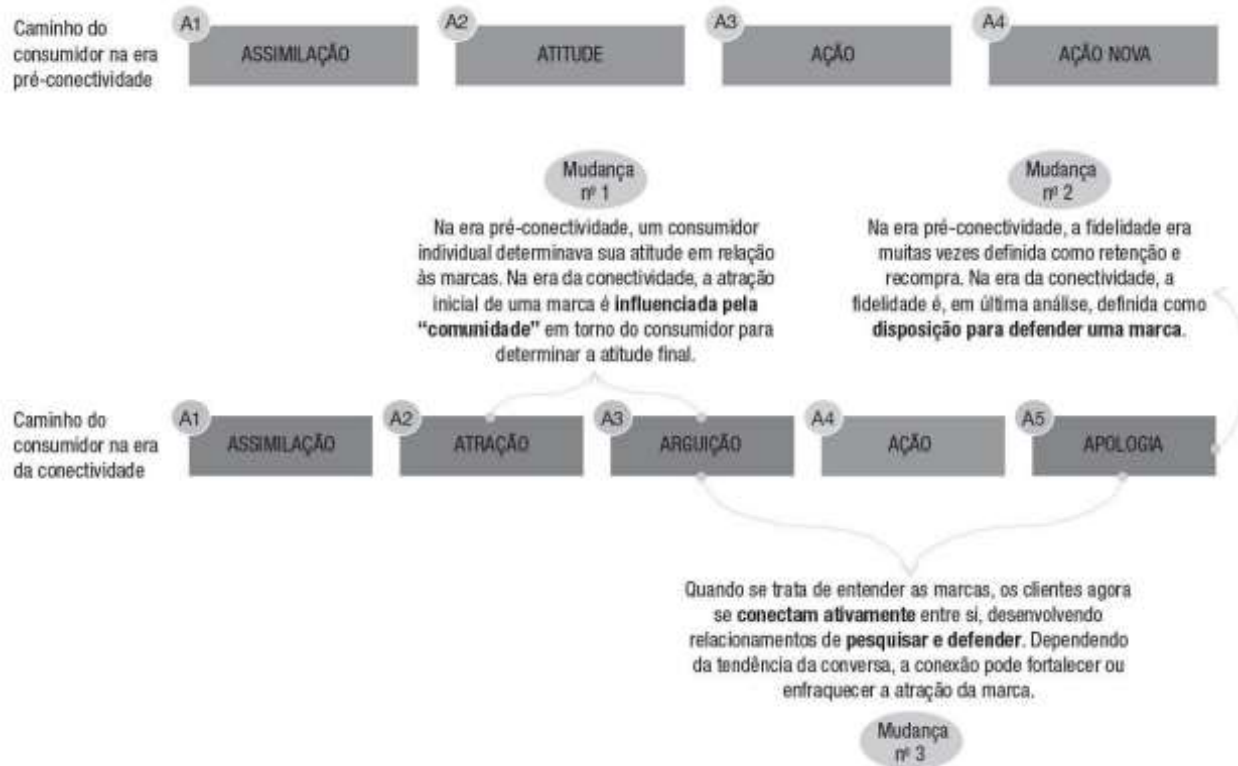 Caminho do
consumidor na era
pré-conectividade
A1
ASSIMILAÇÃO
A2
ATITUDE
A3
AÇÃO
A4
AÇÃO NOVA
Mudança
nº 1
Na era pré-conectividade, um consumidor
individual determinava sua atitude em relação
às marcas. Na era da conectividade, a atração
inicial de uma marca é influenciada pela
“comunidade” em torno do consumidor para
determinar a atitude final.
Mudança
nº 2
Na era pré-conectividade, a fidelidade era
muitas vezes definida como retenção e
recompra. Na era da conectividade, a
fidelidade é, em última análise, definida como
disposição para defender uma marca.
Caminho do
consumidor na era
da conectividade
A1
ASSIMILAÇÃO
A2
ATRAÇÃO
A3
ARGUIÇÃO
A4
AÇÃO
A5
APOLOGIA
Quando se trata de entender as marcas, os clientes agora
se conectam ativamente entre si, desenvolvendo
relacionamentos de pesquisar e defender. Dependendo
da tendência da conversa, a conexão pode fortalecer ou
enfraquecer a atração da marca.
Mudança
nº 3